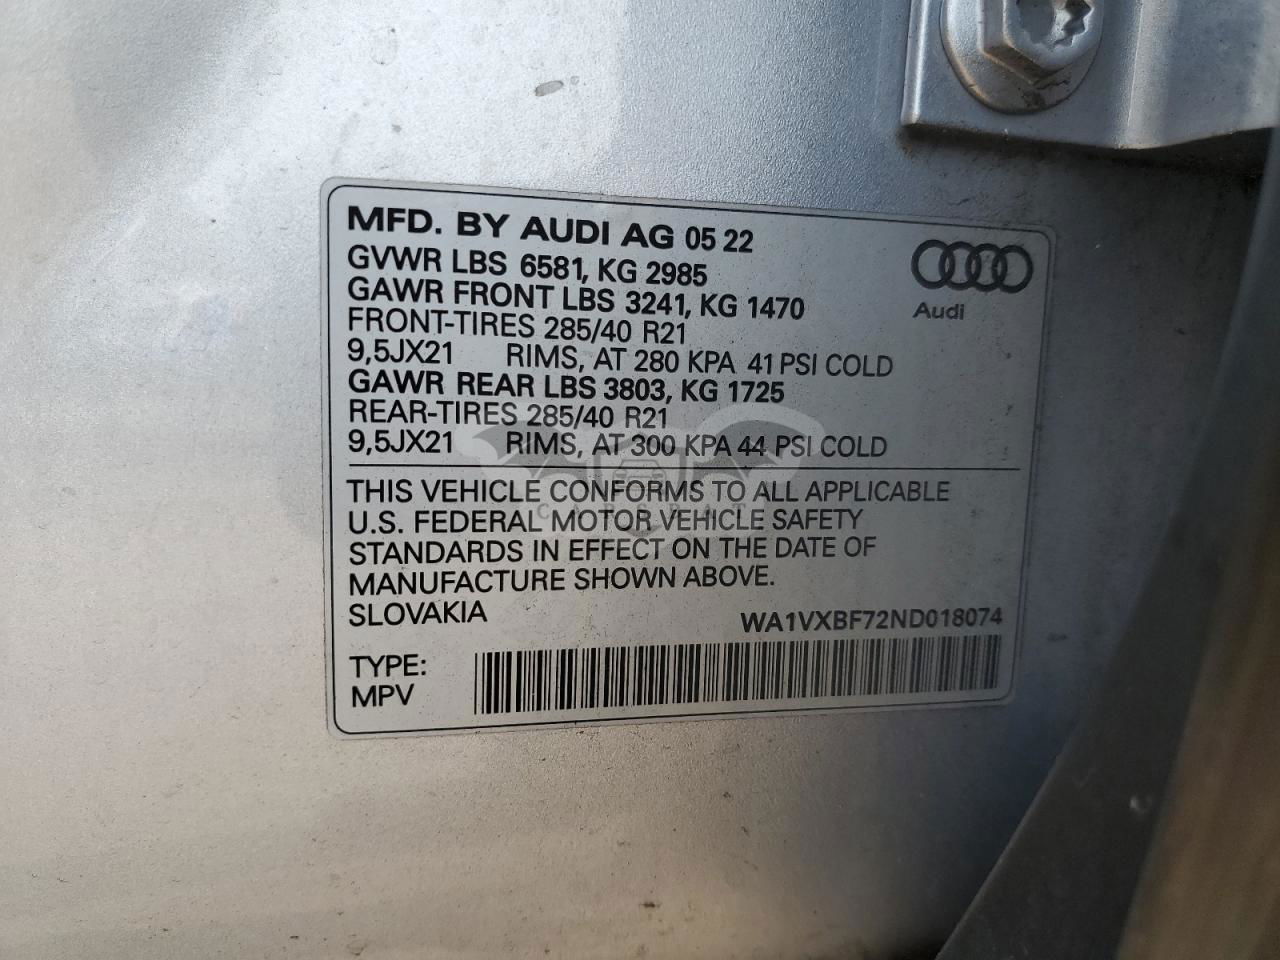 MFD. BY AUDI AG 05 22
GVWR LBS 6581, KG 2985
GAWR FRONT LBS 3241, KG 1470
FRONT-TIRES 285/40 R21
9,5JX21 RIMS, AT 280 KPA 41 PSI COLD
GAWR REAR LBS 3803, KG 1725
REAR-TIRES 285/40 R21
9,5JX21 RIMS, AT 300 KPA 44 PSI COLD
Audi
THIS VEHICLE CONFORMS TO ALL APPLICABLE
U.S. FEDERAL MOTOR VEHICLE SAFETY
STANDARDS IN EFFECT ON THE DATE OF
MANUFACTURE SHOWN ABOVE.
SLOVAKIA WA1VXBF72ND018074
TYPE:
MPV
CARSBAT